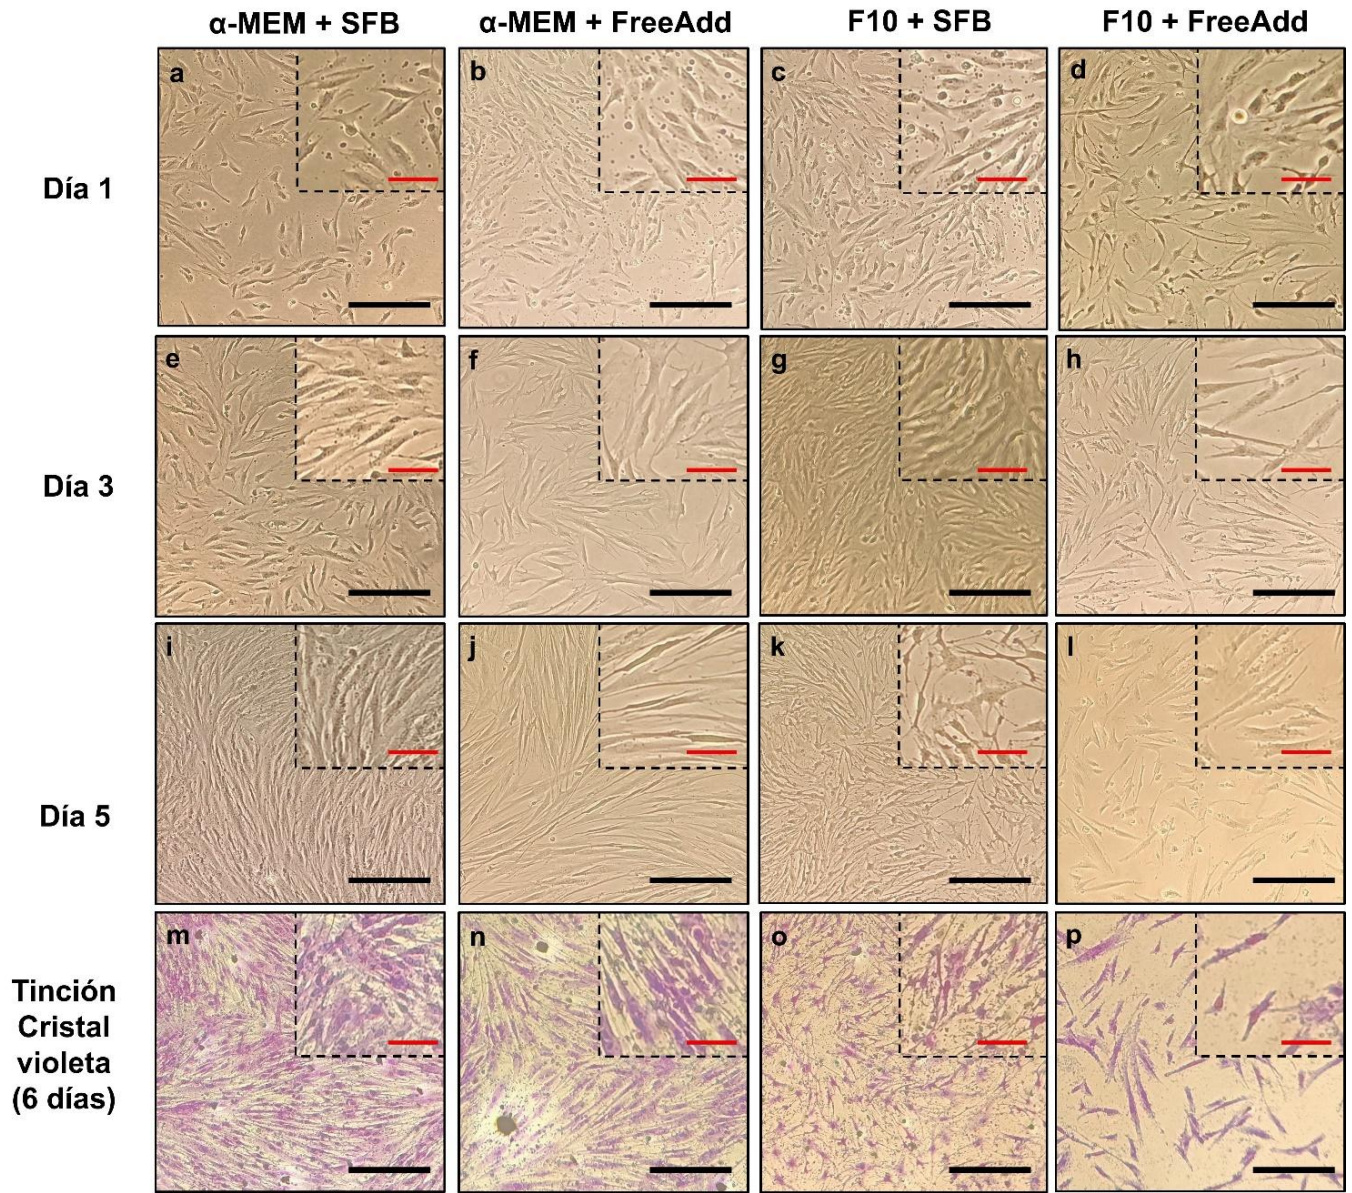 α-MEM + SFB
α-MEM + FreeAdd
F10 + SFB
F10 + FreeAdd
Día 1
a
b
c
d
Día 3
e
f
g
h
Día 5
i
j
k
l
Tinción
Cristal
violeta
(6 días)
m
n
o
p